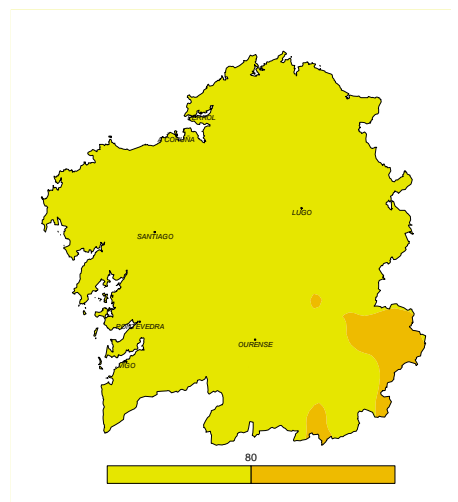 FERROL
A CORUÑA
LUGO
SANTIAGO
PONTEVEDRA
OURENSE
VIGO
80